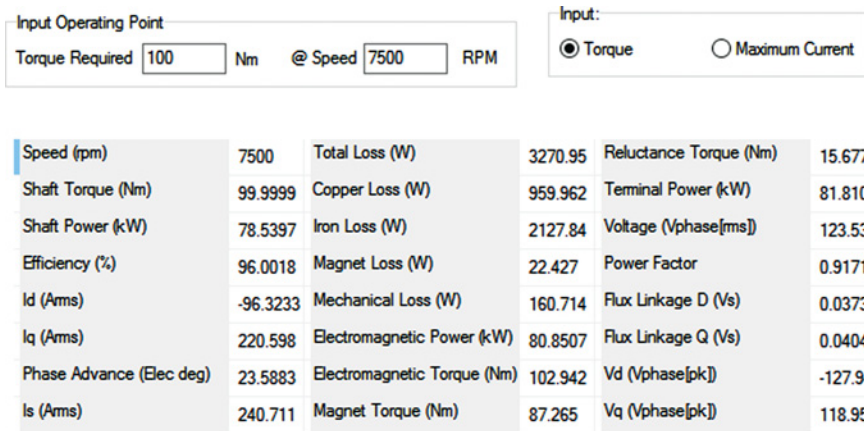 Input Operating Point
Torque Required 100 Nm @ Speed 7500 RPM
Input:
Torque Maximum Current
Speed (rpm) 7500 Total Loss (W) 3270.95 Reluctance Torque (Nm) 15.677
Shaft Torque (Nm) 99.9999 Copper Loss (W) 959.962 Terminal Power (kW) 81.810
Shaft Power (kW) 78.5397 Iron Loss (W) 2127.84 Voltage (Vphase[rms]) 123.53
Efficiency (%) 96.0018 Magnet Loss (W) 22.427 Power Factor 0.9171
Id (Arms) -96.3233 Mechanical Loss (W) 160.714 Flux Linkage D (Vs) 0.0373
Iq (Arms) 220.598 Electromagnetic Power (kW) 80.8507 Flux Linkage Q (Vs) 0.0404
Phase Advance (Elec deg) 23.5883 Electromagnetic Torque (Nm) 102.942 Vd (Vphase[pk]) -127.9
Is (Arms) 240.711 Magnet Torque (Nm) 87.265 Vq (Vphase[pk]) 118.95